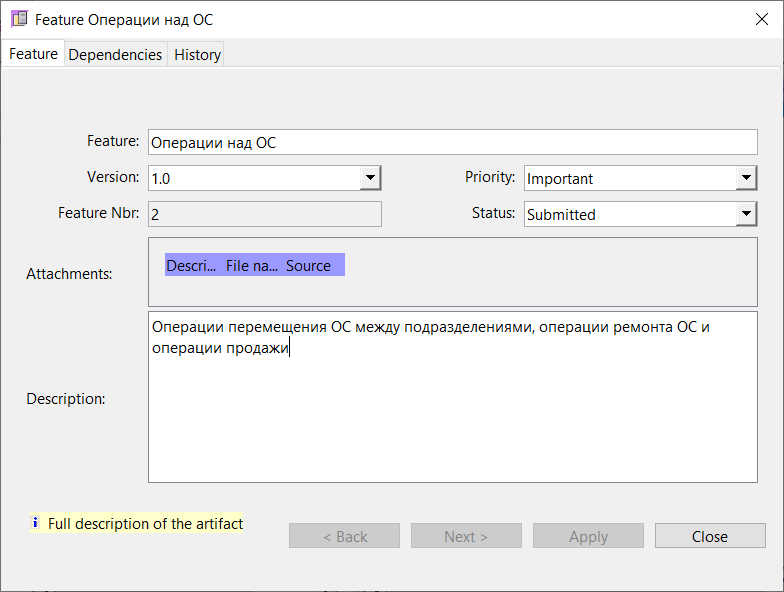 Feature Операции над ОС
Feature Dependencies History
Feature: Операции над ОС
Version: 1.0 Priority: Important
Feature Nbr: 2 Status: Submitted
Attachments: Descri... File na... Source
Операции перемещения ОС между подразделениями, операции ремонта ОС и
операции продажи
Description:
Full description of the artifact
< Back Next > Apply Close